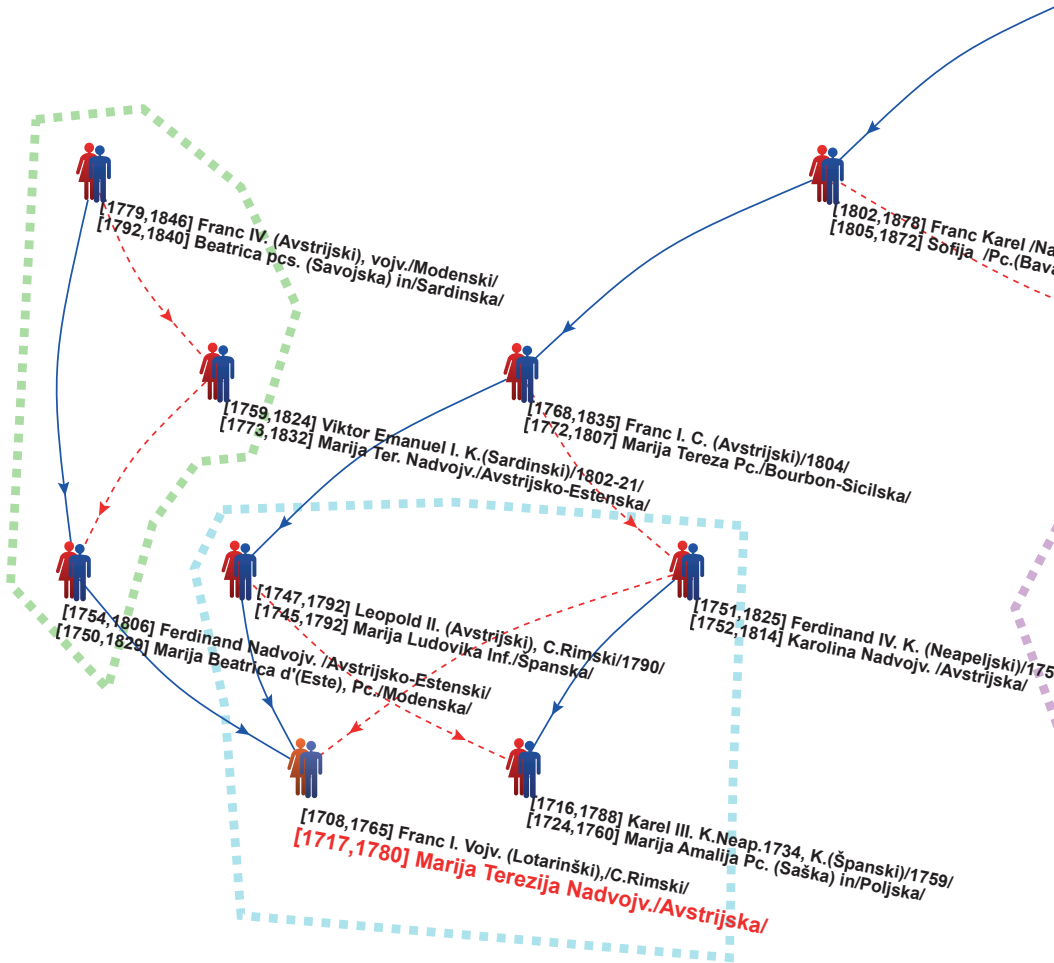 [1779,1846] Franc IV. (Avstrijski), vojv./Modenski/
[1792,1840] Beatrica pcs. (Savojska) in/Sardinska/
[1802,1878] Franc Karel /Na
[1805,1872] Sofija /Pc.(Bava
[1759,1824] Viktor Emanuel I. K.(Sardinski)/1802-21/
[1773,1832] Marija Ter. Nadvojv./Avstrijsko-Estenska/
[1768,1835] Franc I. C. (Avstrijski)/1804/
[1772,1807] Marija Tereza Pc./Bourbon-Sicilska/
[1754,1806] Ferdinand Nadvojv. /Avstrijsko-Estenski/
[1750,1829] Marija Beatrica d'(Este), Pc./Modenska/
[1747,1792] Leopold II. (Avstrijski), C.Rimski/1790/
[1745,1792] Marija Ludovika Inf./Španska/
[1751,1825] Ferdinand IV. K. (Neapeljski)/175
[1752,1814] Karolina Nadvojv. /Avstrijska/
[1708,1765] Franc I. Vojv. (Lotarinški),/C.Rimski/
[1717,1780] Marija Terezija Nadvojv./Avstrijska/
[1716,1788] Karel III. K.Neap.1734, K.(Španski)/1759/
[1724,1760] Marija Amalija Pc. (Saška) in/Poljska/